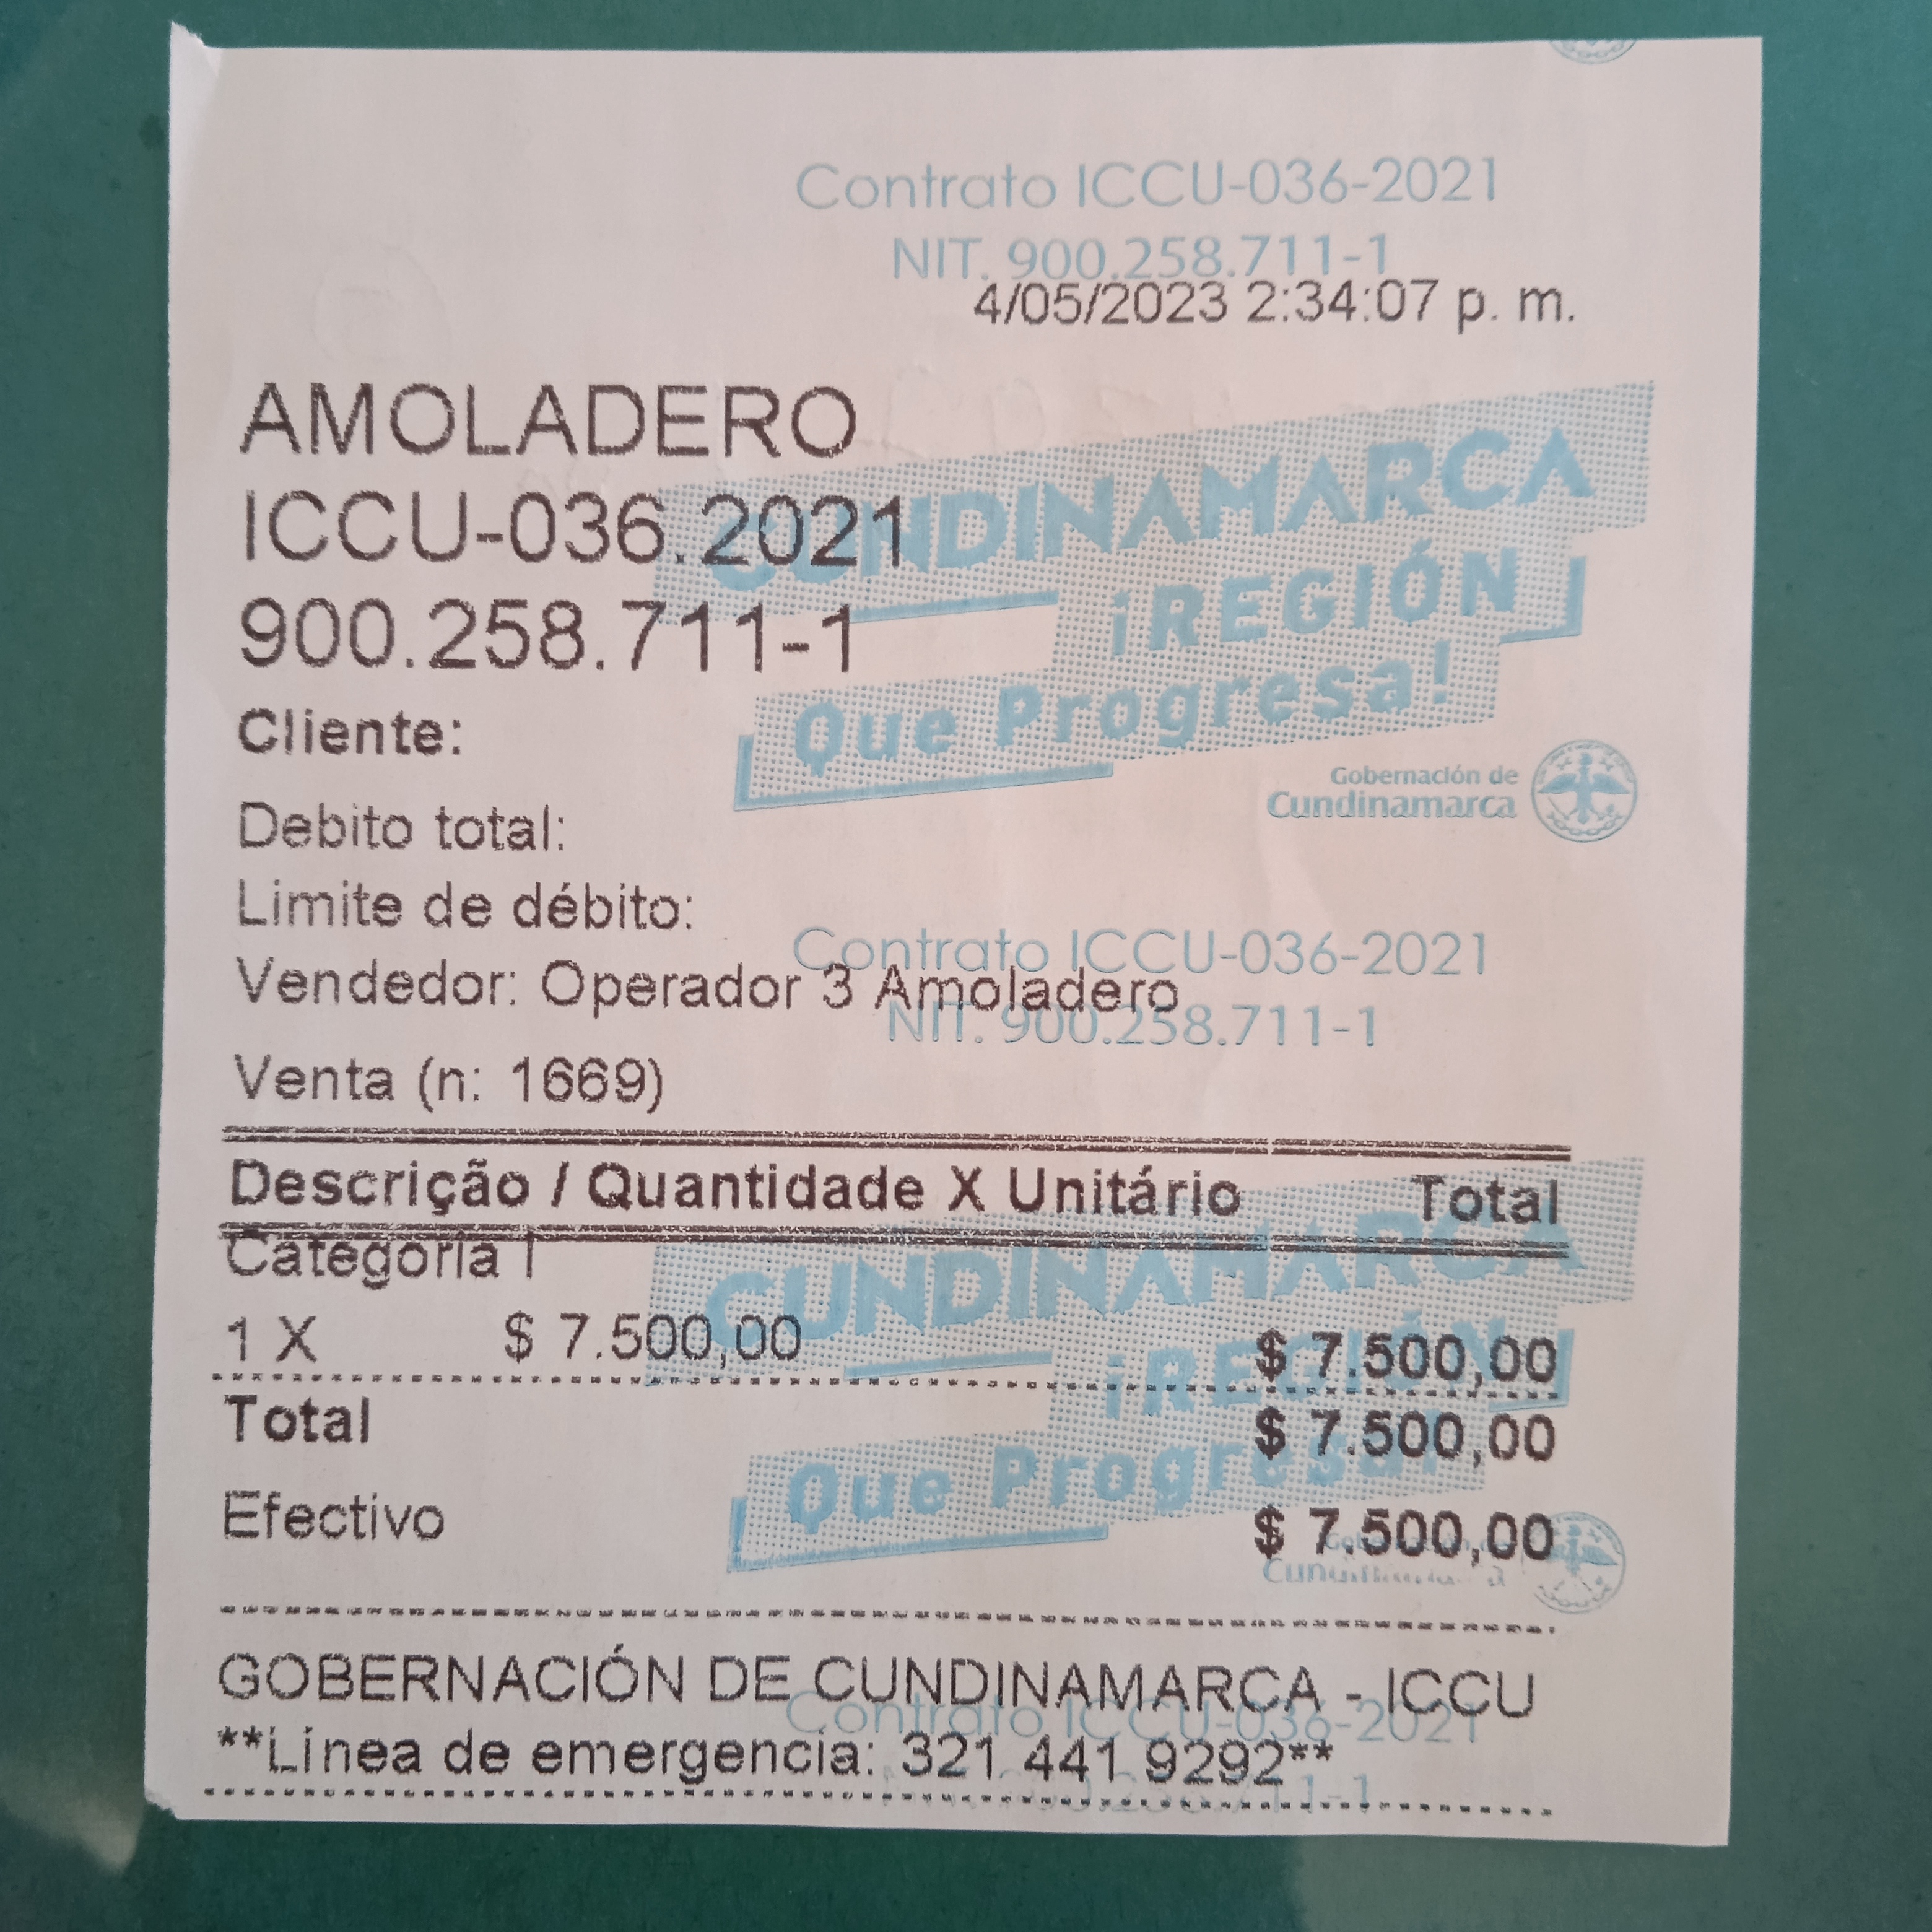 Contrato ICCU-036-2021
NIT. 900.258.711-1
4/05/2023 2:34:07 p. m.
AMOLADERO
ICCU-036.2021
900.258.711-1
CUNDINAMARCA
¡REGIÓN
Que Progresa!
Gobernación de
Cundinamarca
Cliente:
Debito total:
Limite de débito:
Contrato ICCU-036-2021
Vendedor: Operador 3 Amoladero
NIT. 900.258.711-1
Venta (n: 1669)
Descrição / Quantidade X Unitário Total
Categoria I
CUNDINAMARCA
1 X $ 7.500,00 $ 7.500,00
¡REGIÓN
Total $ 7.500,00
Que Progresa!
Efectivo $ 7.500,00
GOBERNACIÓN DE CUNDINAMARCA - ICCU
Contrato ICCU-036-2021
**Línea de emergencia: 321 441 9292**